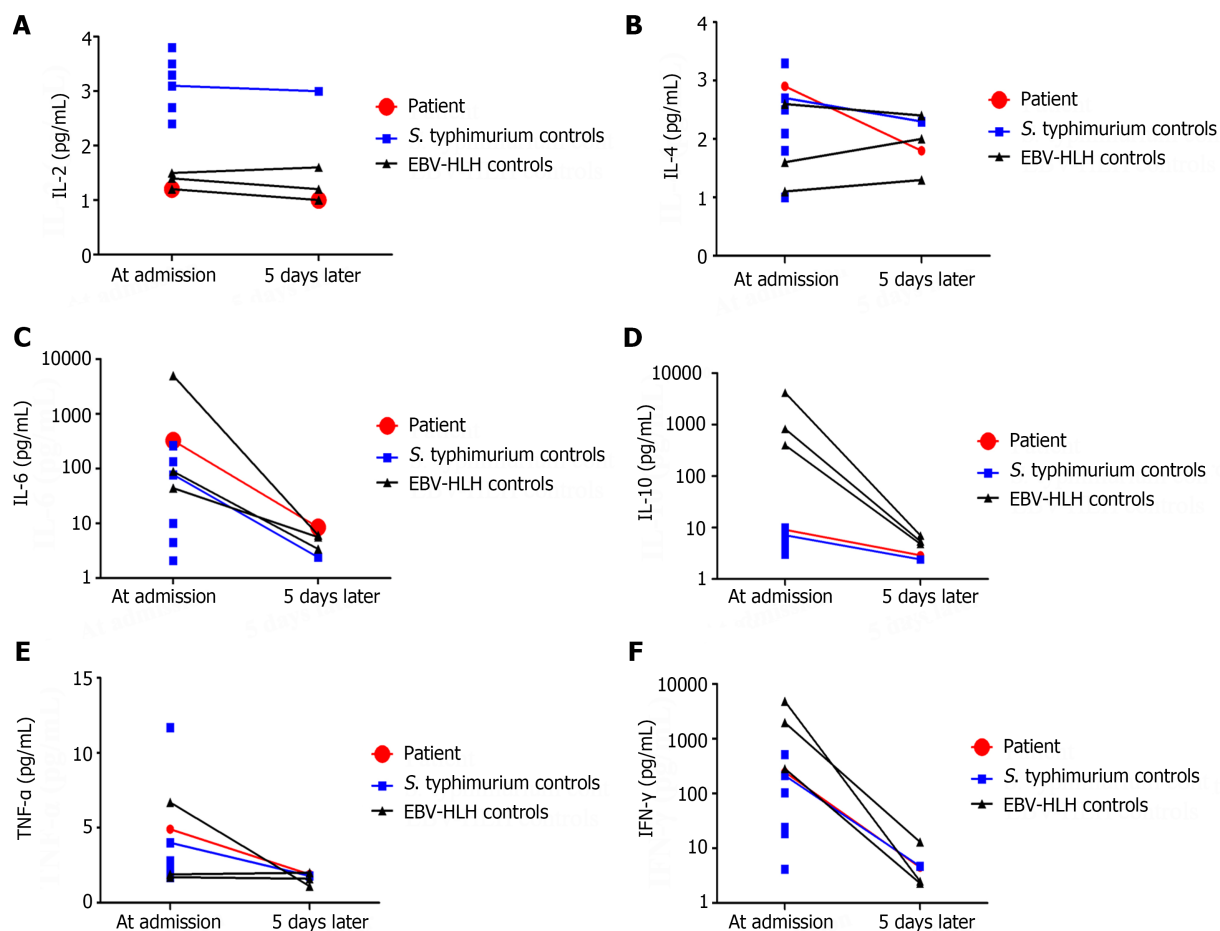 A
IL-2 (pg/mL)
4
3
2
1
0
At admission
5 days later
Patient
S. typhimurium controls
EBV-HLH controls
B
IL-4 (pg/mL)
4
3
2
1
0
At admission
5 days later
Patient
S. typhimurium controls
EBV-HLH controls
C
IL-6 (pg/mL)
10000
1000
100
10
1
At admission
5 days later
Patient
S. typhimurium controls
EBV-HLH controls
D
IL-10 (pg/mL)
10000
1000
100
10
1
At admission
5 days later
Patient
S. typhimurium controls
EBV-HLH controls
E
TNF-α (pg/mL)
15
10
5
0
At admission
5 days later
Patient
S. typhimurium controls
EBV-HLH controls
F
IFN-γ (pg/mL)
10000
1000
100
10
1
At admission
5 days later
Patient
S. typhimurium controls
EBV-HLH controls